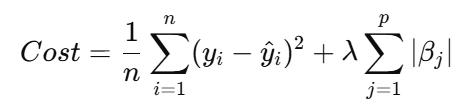 Cost = \frac{1}{n} \sum_{i=1}^{n} (y_i - \hat{y}_i)^2 + \lambda \sum_{j=1}^{p} |\beta_j|